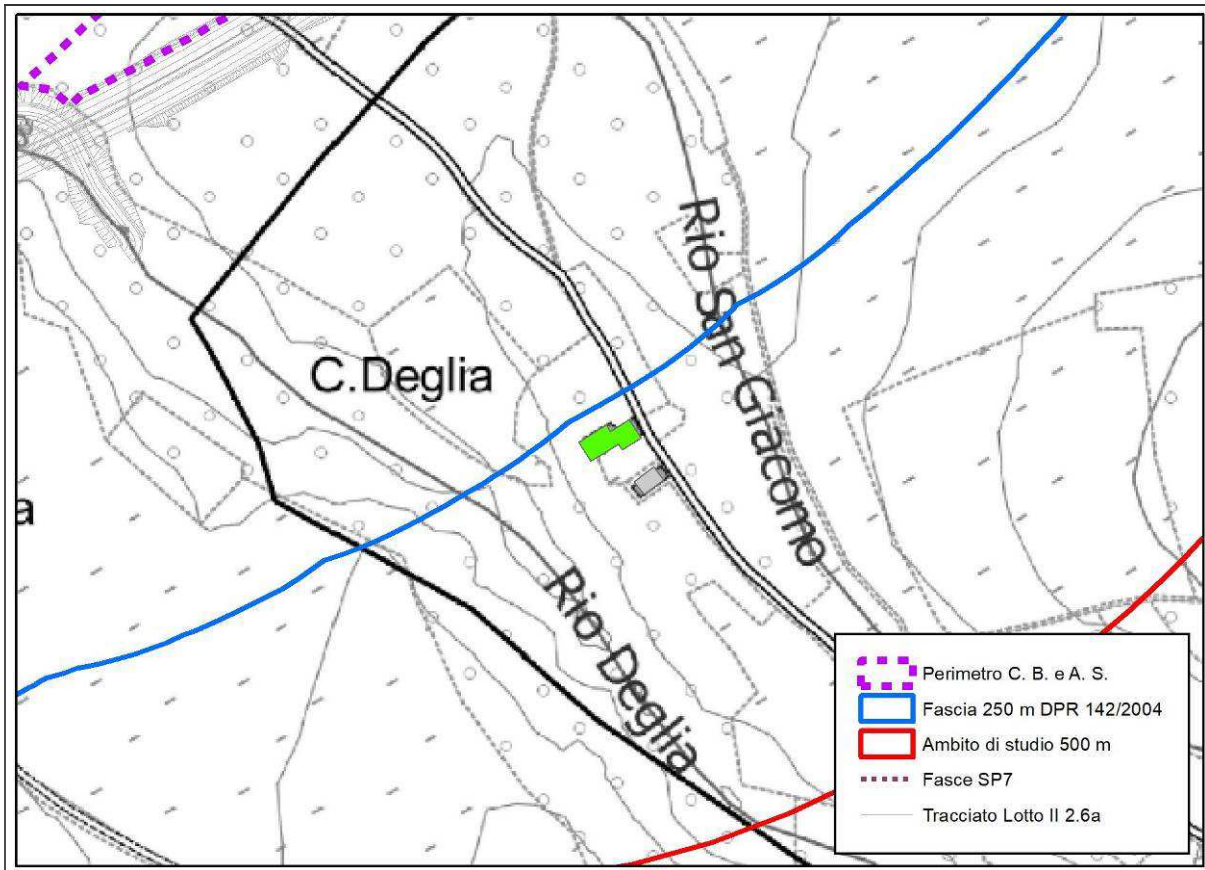 Rio San Giacomo
C.Deglia
a
Rio Deglia
Perimetro C. B. e A. S.
Fascia 250 m DPR 142/2004
Ambito di studio 500 m
Fasce SP7
Tracciato Lotto II 2.6a